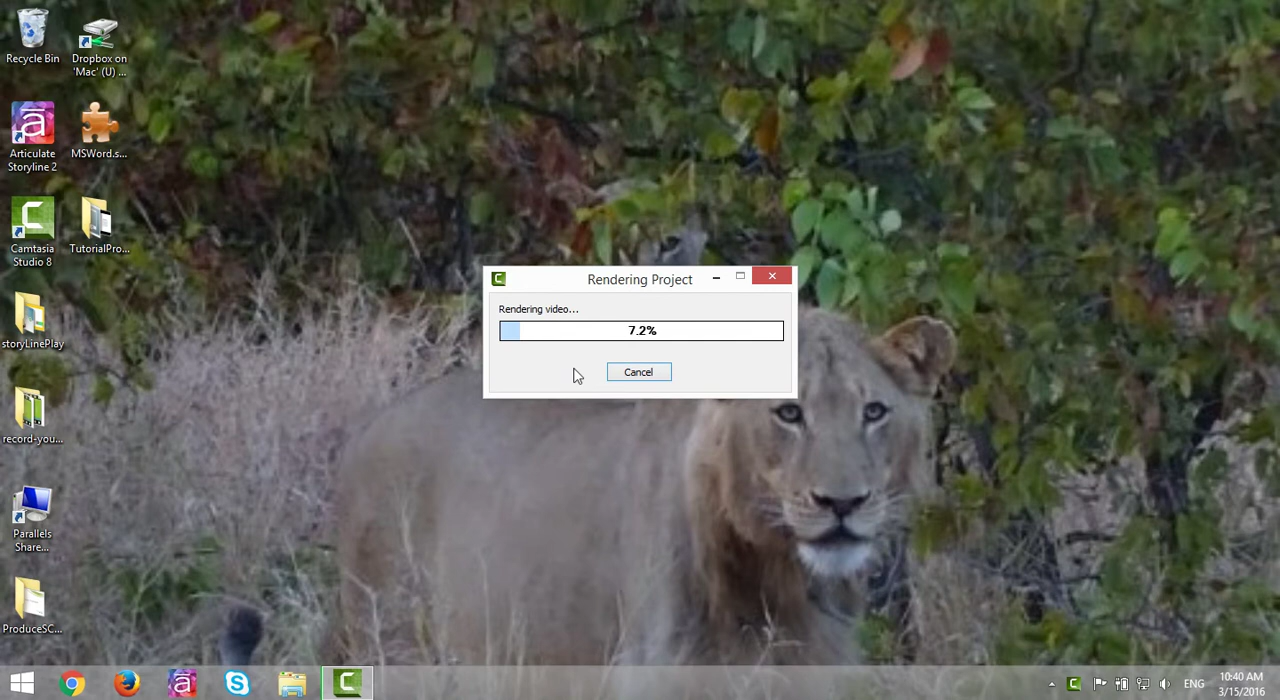 Recycle Bin
Dropbox on
'Mac' (U) ...
Articulate
Storyline 2
MSWord.s...
Camtasia
Studio 8
TutorialPro...
storyLinePlay
record-you...
Parallels
Share...
ProduceSC...
Rendering Project
Rendering video...
7.2%
Cancel
ENG
10:40 AM
3/15/2016